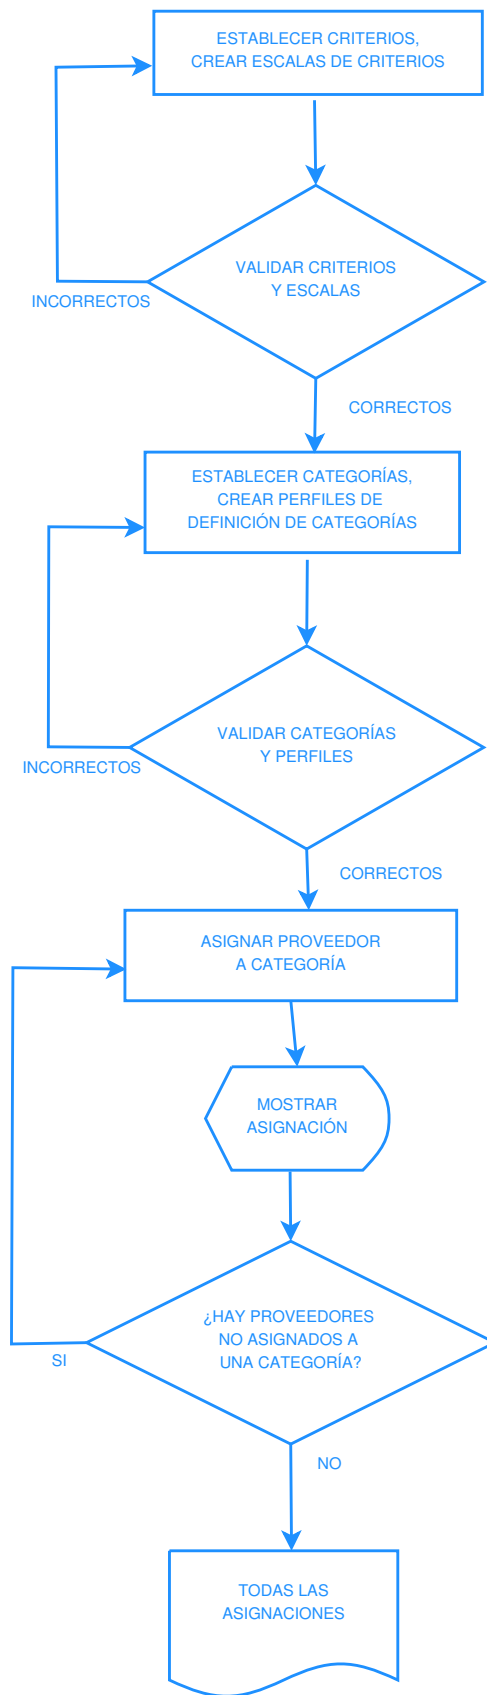 ESTABLECER CRITERIOS,
CREAR ESCALAS DE CRITERIOS
VALIDAR CRITERIOS
Y ESCALAS
INCORRECTOS
CORRECTOS
ESTABLECER CATEGORÍAS,
CREAR PERFILES DE
DEFINICIÓN DE CATEGORÍAS
VALIDAR CATEGORÍAS
Y PERFILES
INCORRECTOS
CORRECTOS
ASIGNAR PROVEEDOR
A CATEGORÍA
MOSTRAR
ASIGNACIÓN
¿HAY PROVEEDORES
NO ASIGNADOS A
UNA CATEGORÍA?
SI
NO
TODAS LAS
ASIGNACIONES